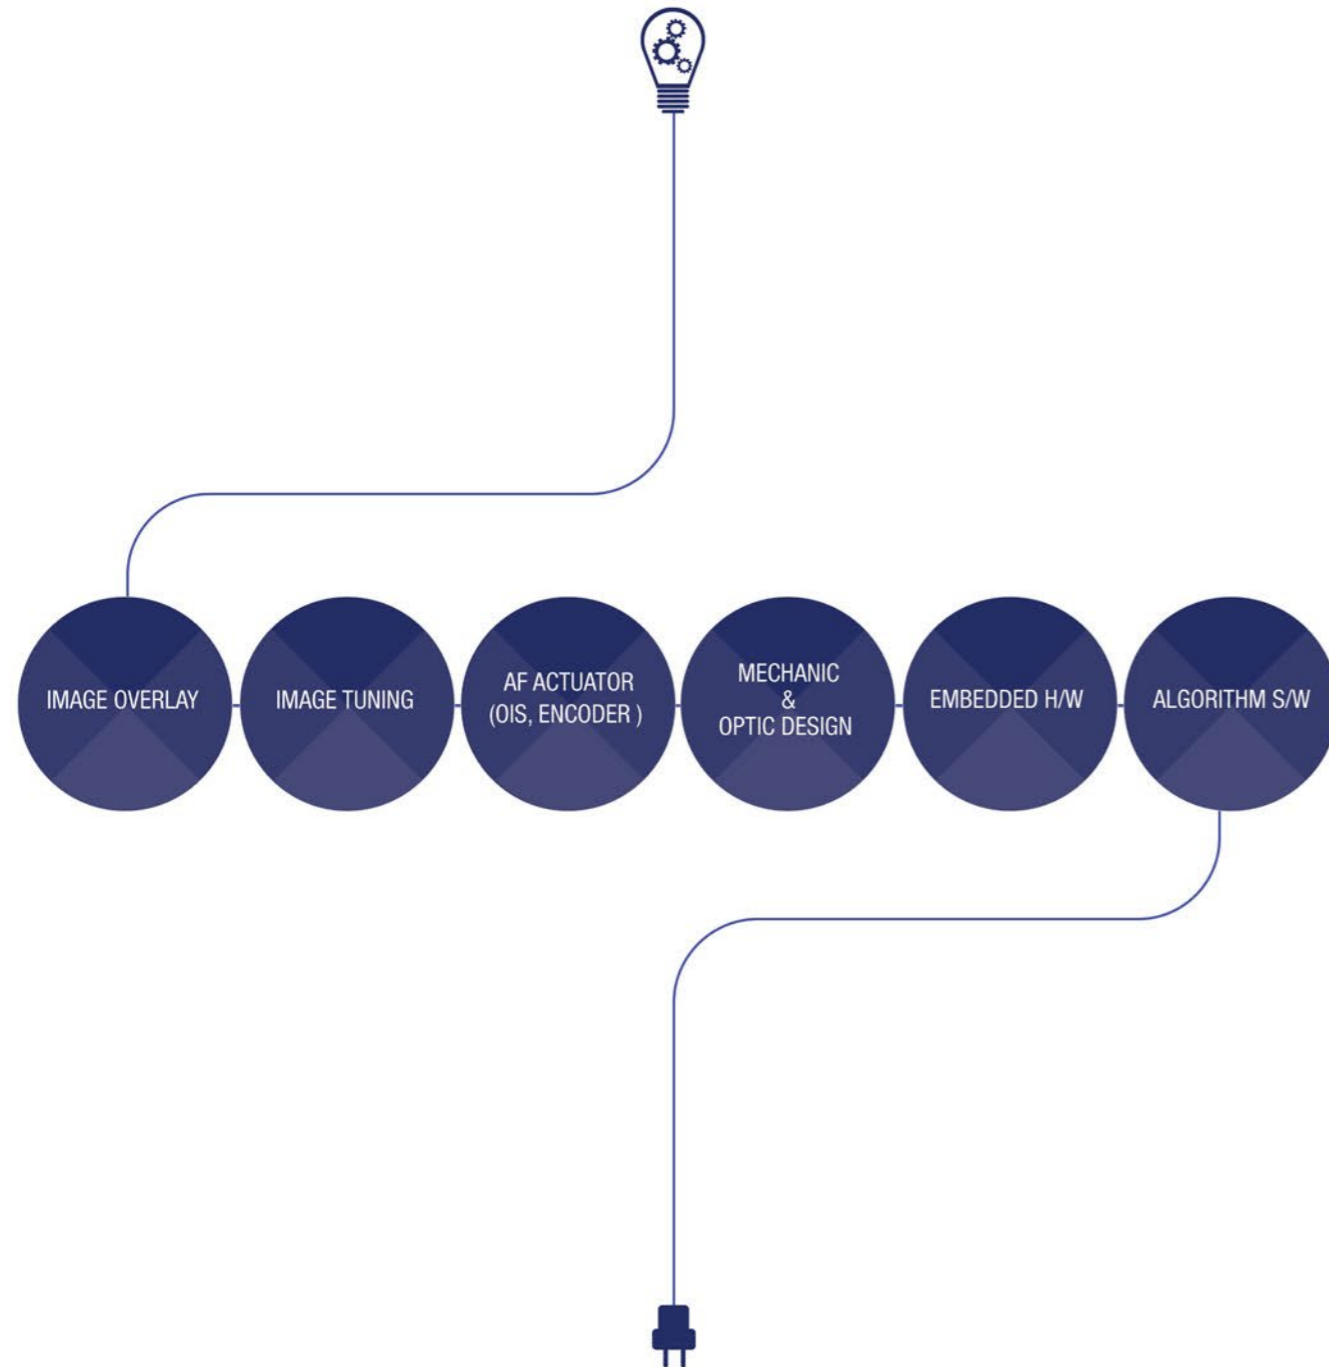 IMAGE OVERLAY
IMAGE TUNING
AF ACTUATOR
(OIS, ENCODER )
MECHANIC
&
OPTIC DESIGN
EMBEDDED H/W
ALGORITHM S/W